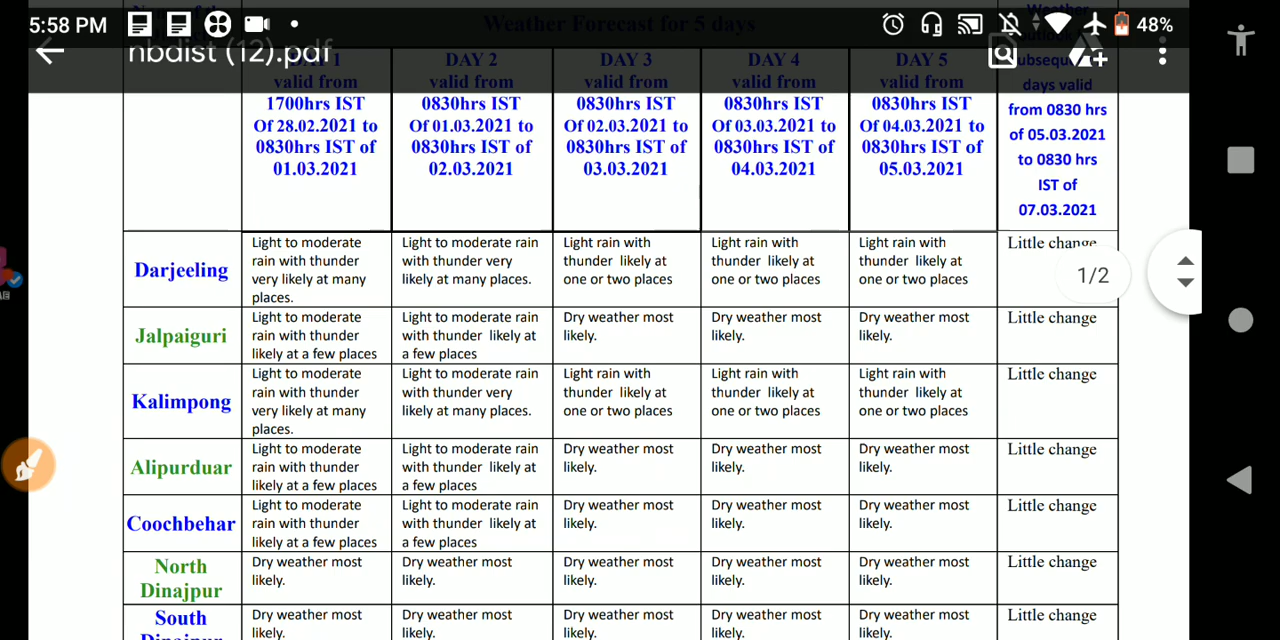 5:58 PM
48%
Weather Forecast for 5 days
Weather
nbdist (12).pdf
DAY 1
valid from
1700hrs IST
Of 28.02.2021 to
0830hrs IST of
01.03.2021
DAY 2
valid from
0830hrs IST
Of 01.03.2021 to
0830hrs IST of
02.03.2021
DAY 3
valid from
0830hrs IST
Of 02.03.2021 to
0830hrs IST of
03.03.2021
DAY 4
valid from
0830hrs IST
Of 03.03.2021 to
0830hrs IST of
04.03.2021
DAY 5
valid from
0830hrs IST
Of 04.03.2021 to
0830hrs IST of
05.03.2021
days valid
from 0830 hrs
of 05.03.2021
to 0830 hrs
IST of
07.03.2021
Darjeeling
Light to moderate
rain with thunder
very likely at many
places.
Light to moderate rain
with thunder very
likely at many places.
Light rain with
thunder likely at
one or two places
Light rain with
thunder likely at
one or two places
Light rain with
thunder likely at
one or two places
Little change
1/2
Jalpaiguri
Light to moderate
rain with thunder
likely at a few places
Light to moderate rain
with thunder likely at
a few places
Dry weather most
likely.
Dry weather most
likely.
Dry weather most
likely.
Little change
Kalimpong
Light to moderate
rain with thunder
very likely at many
places.
Light to moderate rain
with thunder very
likely at many places.
Light rain with
thunder likely at
one or two places
Light rain with
thunder likely at
one or two places
Light rain with
thunder likely at
one or two places
Little change
Alipurduar
Light to moderate
rain with thunder
likely at a few places
Light to moderate rain
with thunder likely at
a few places
Dry weather most
likely.
Dry weather most
likely.
Dry weather most
likely.
Little change
Coochbehar
Light to moderate
rain with thunder
likely at a few places
Light to moderate rain
with thunder likely at
a few places
Dry weather most
likely.
Dry weather most
likely.
Dry weather most
likely.
Little change
North
Dinajpur
Dry weather most
likely.
Dry weather most
likely.
Dry weather most
likely.
Dry weather most
likely.
Dry weather most
likely.
Little change
South
Dinajpur
Dry weather most
likely.
Dry weather most
likely.
Dry weather most
likely.
Dry weather most
likely.
Dry weather most
likely.
Little change